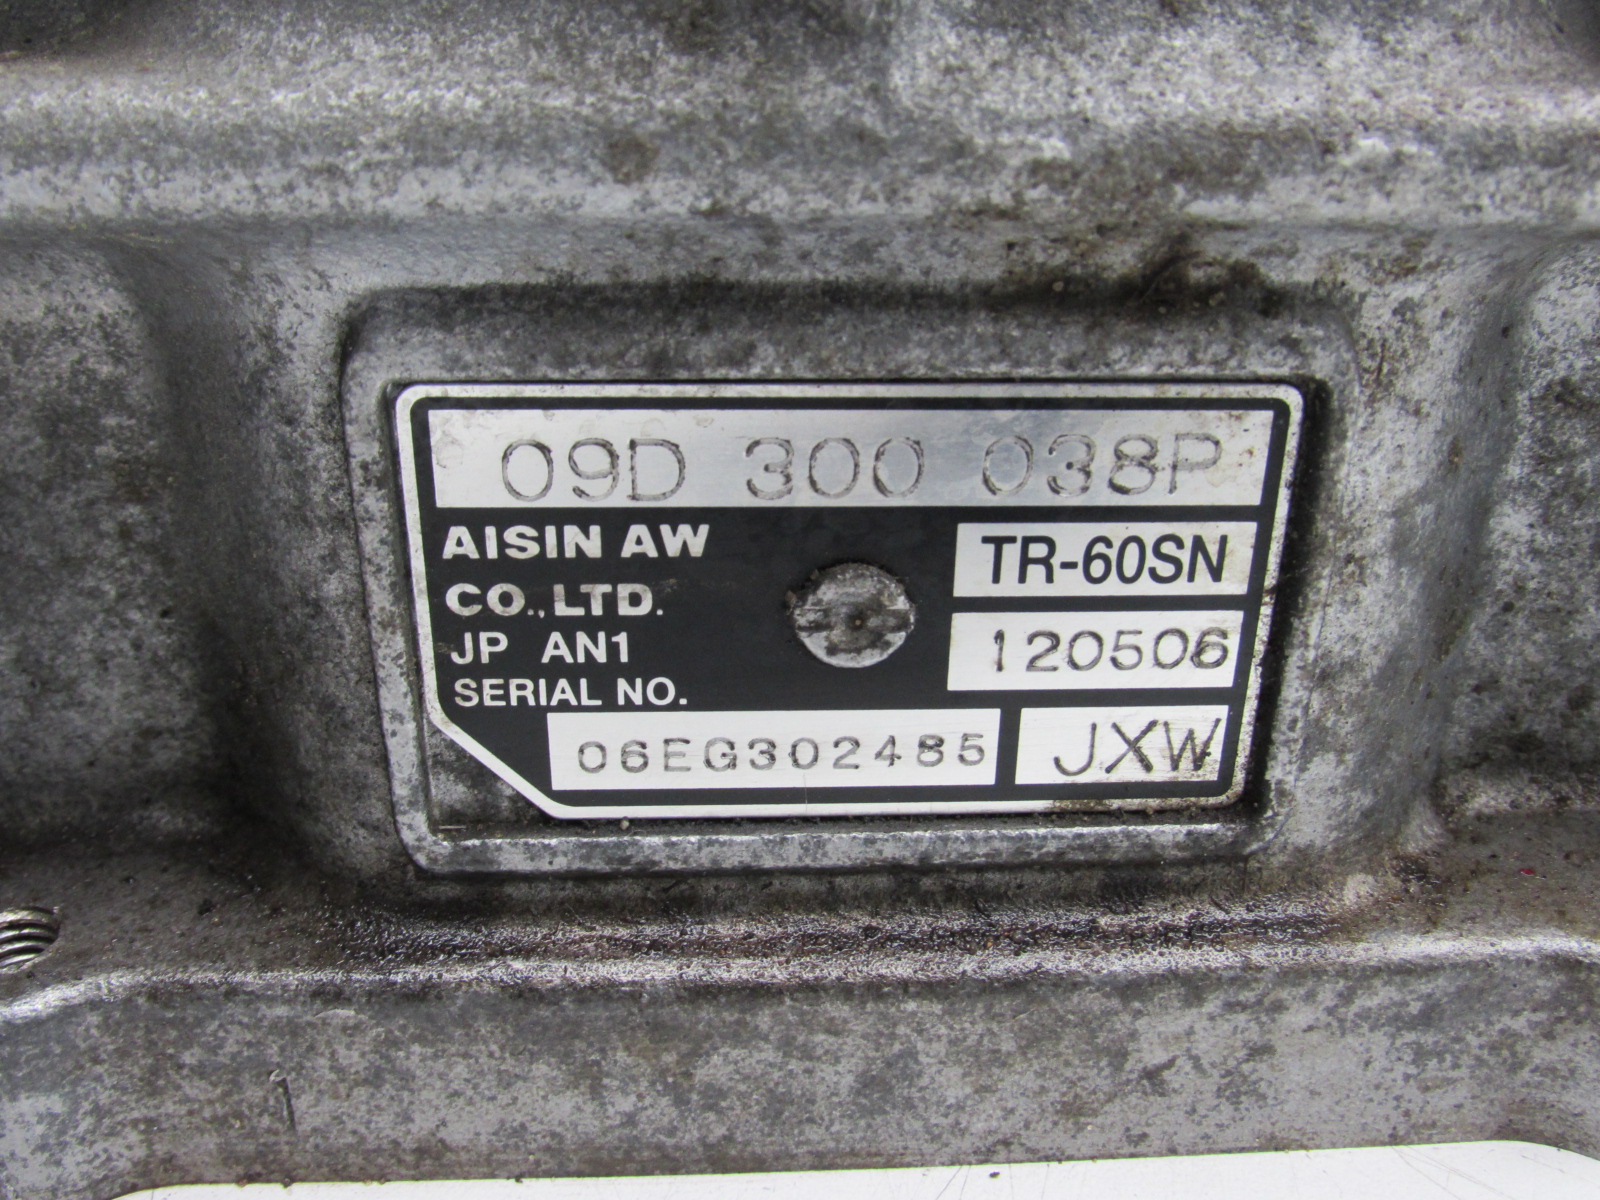 09D 300 038P
AISIN AW
CO.,LTD.
JP AN1
SERIAL NO.
06EG302485
TR-60SN
120506
JXW